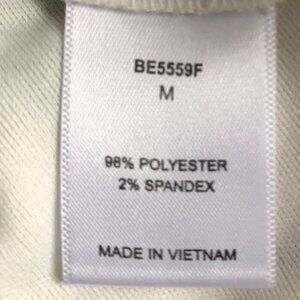 BE5559F
M
98% POLYESTER
2% SPANDEX
MADE IN VIETNAM